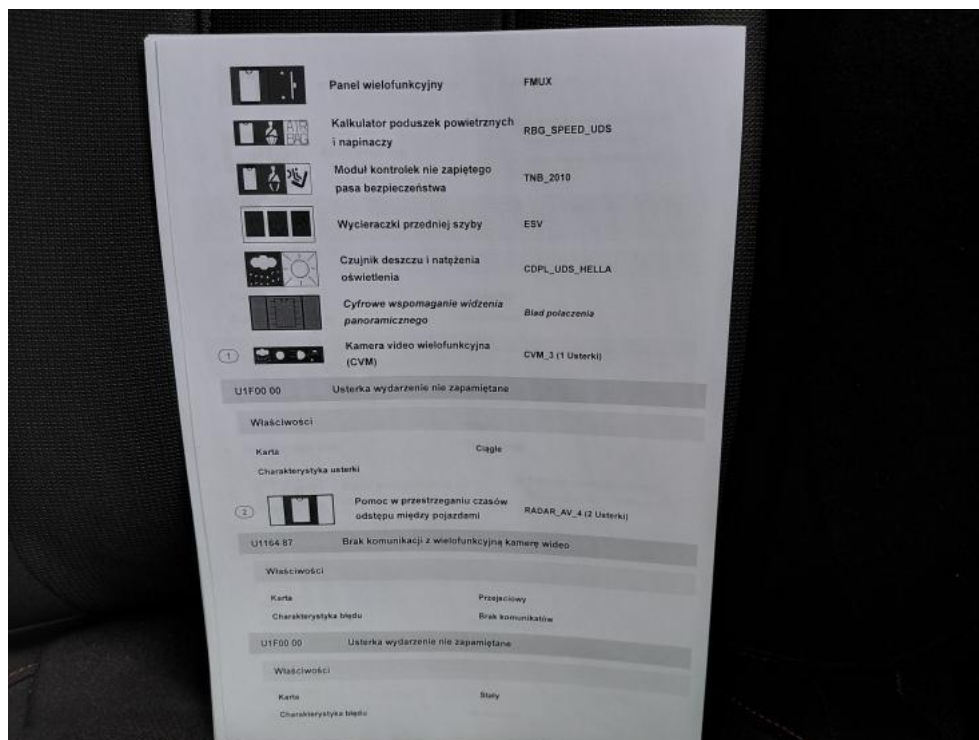 Panel wielofunkcyjny FMUX
AIR
BAG
Kalkulator poduszek powietrznych
i napinaczy RBG_SPEED_UDS
Moduł kontrolek nie zapiętego
pasa bezpieczeństwa TNB_2010
Wycieraczki przedniej szyby ESV
Czujnik deszczu i natężenia
oświetlenia CDPL_UDS_HELLA
Cyfrowe wspomaganie widzenia
panoramicznego Błąd połaczenia
1 Kamera video wielofunkcyjna
(CVM) CVM_3 (1 Usterki)
U1F00 00 Usterka wydarzenie nie zapamiętane
Właściwości
Karta Ciągle
Charakterystyka usterki
2 Pomoc w przestrzeganiu czasów
odstępu między pojazdami RADAR_AV_4 (2 Usterki)
U1164 87 Brak komunikacji z wielofunkcyjną kamerę wideo
Właściwości
Karta Przejściowy
Charakterystyka błędu Brak komunikatów
U1F00 00 Usterka wydarzenie nie zapamiętane
Właściwości
Karta Stały
Charakterystyka błędu